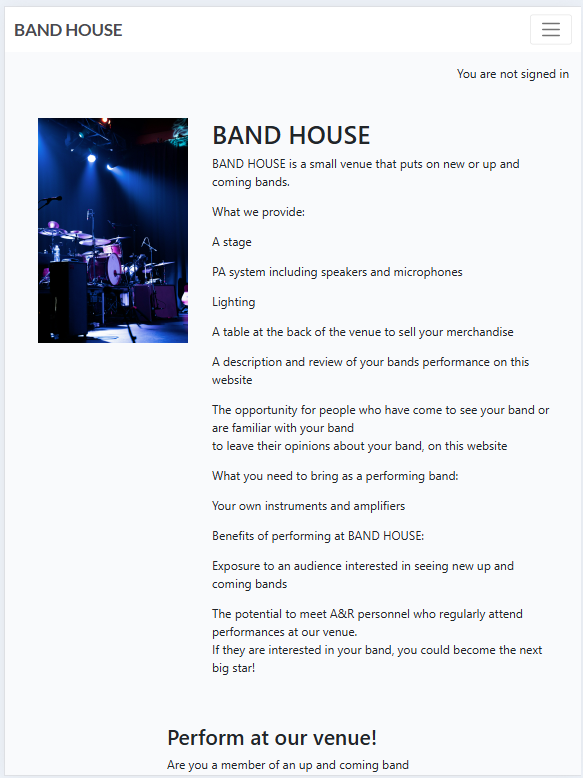 BAND HOUSE
You are not signed in
BAND HOUSE
BAND HOUSE is a small venue that puts on new or up and
coming bands.
What we provide:
A stage
PA system including speakers and microphones
Lighting
A table at the back of the venue to sell your merchandise
A description and review of your bands performance on this
website
The opportunity for people who have come to see your band or
are familiar with your band
to leave their opinions about your band, on this website
What you need to bring as a performing band:
Your own instruments and amplifiers
Benefits of performing at BAND HOUSE:
Exposure to an audience interested in seeing new up and
coming bands
The potential to meet A&R personnel who regularly attend
performances at our venue.
If they are interested in your band, you could become the next
big star!
Perform at our venue!
Are you a member of an up and coming band